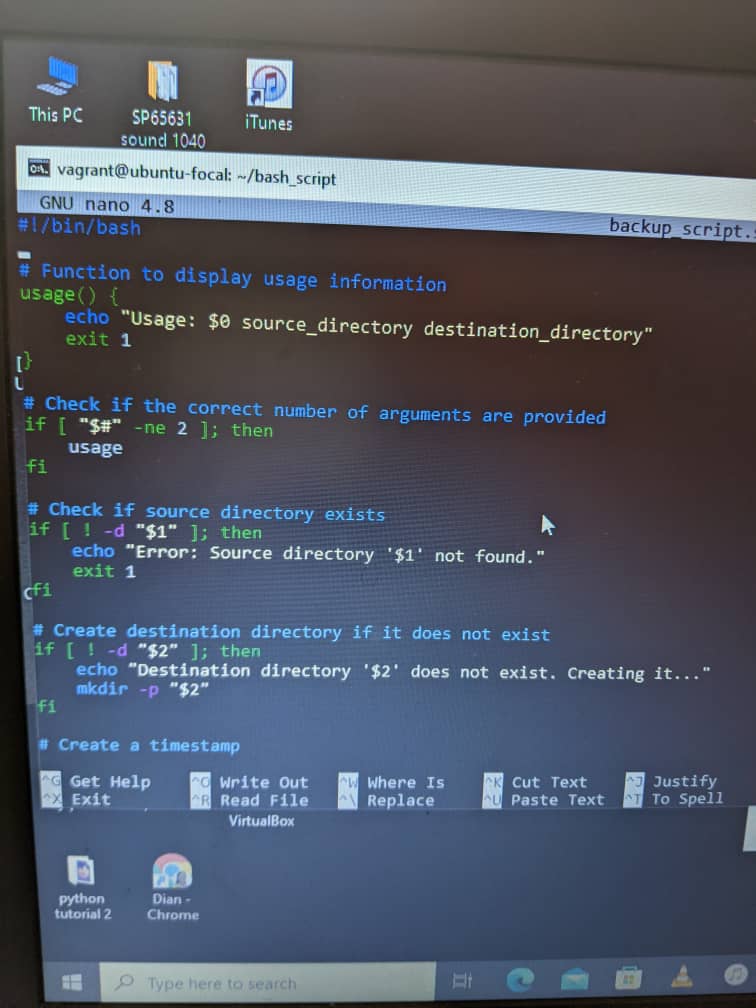 This PC
SP65631
sound 1040
iTunes
vagrant@ubuntu-focal: ~/bash_script
GNU nano 4.8
backup_script.
#!/bin/bash
# Function to display usage information
usage() {
echo "Usage: $0 source_directory destination_directory"
exit 1
}
# Check if the correct number of arguments are provided
if [ "$#" -ne 2 ]; then
usage
fi
# Check if source directory exists
if [ ! -d "$1" ]; then
echo "Error: Source directory '$1' not found."
exit 1
fi
# Create destination directory if it does not exist
if [ ! -d "$2" ]; then
echo "Destination directory '$2' does not exist. Creating it..."
mkdir -p "$2"
fi
# Create a timestamp
^G Get Help ^O Write Out ^W Where Is ^K Cut Text ^J Justify
^X Exit ^R Read File ^\ Replace ^U Paste Text ^T To Spell
VirtualBox
python
tutorial 2
Dian -
Chrome
Type here to search